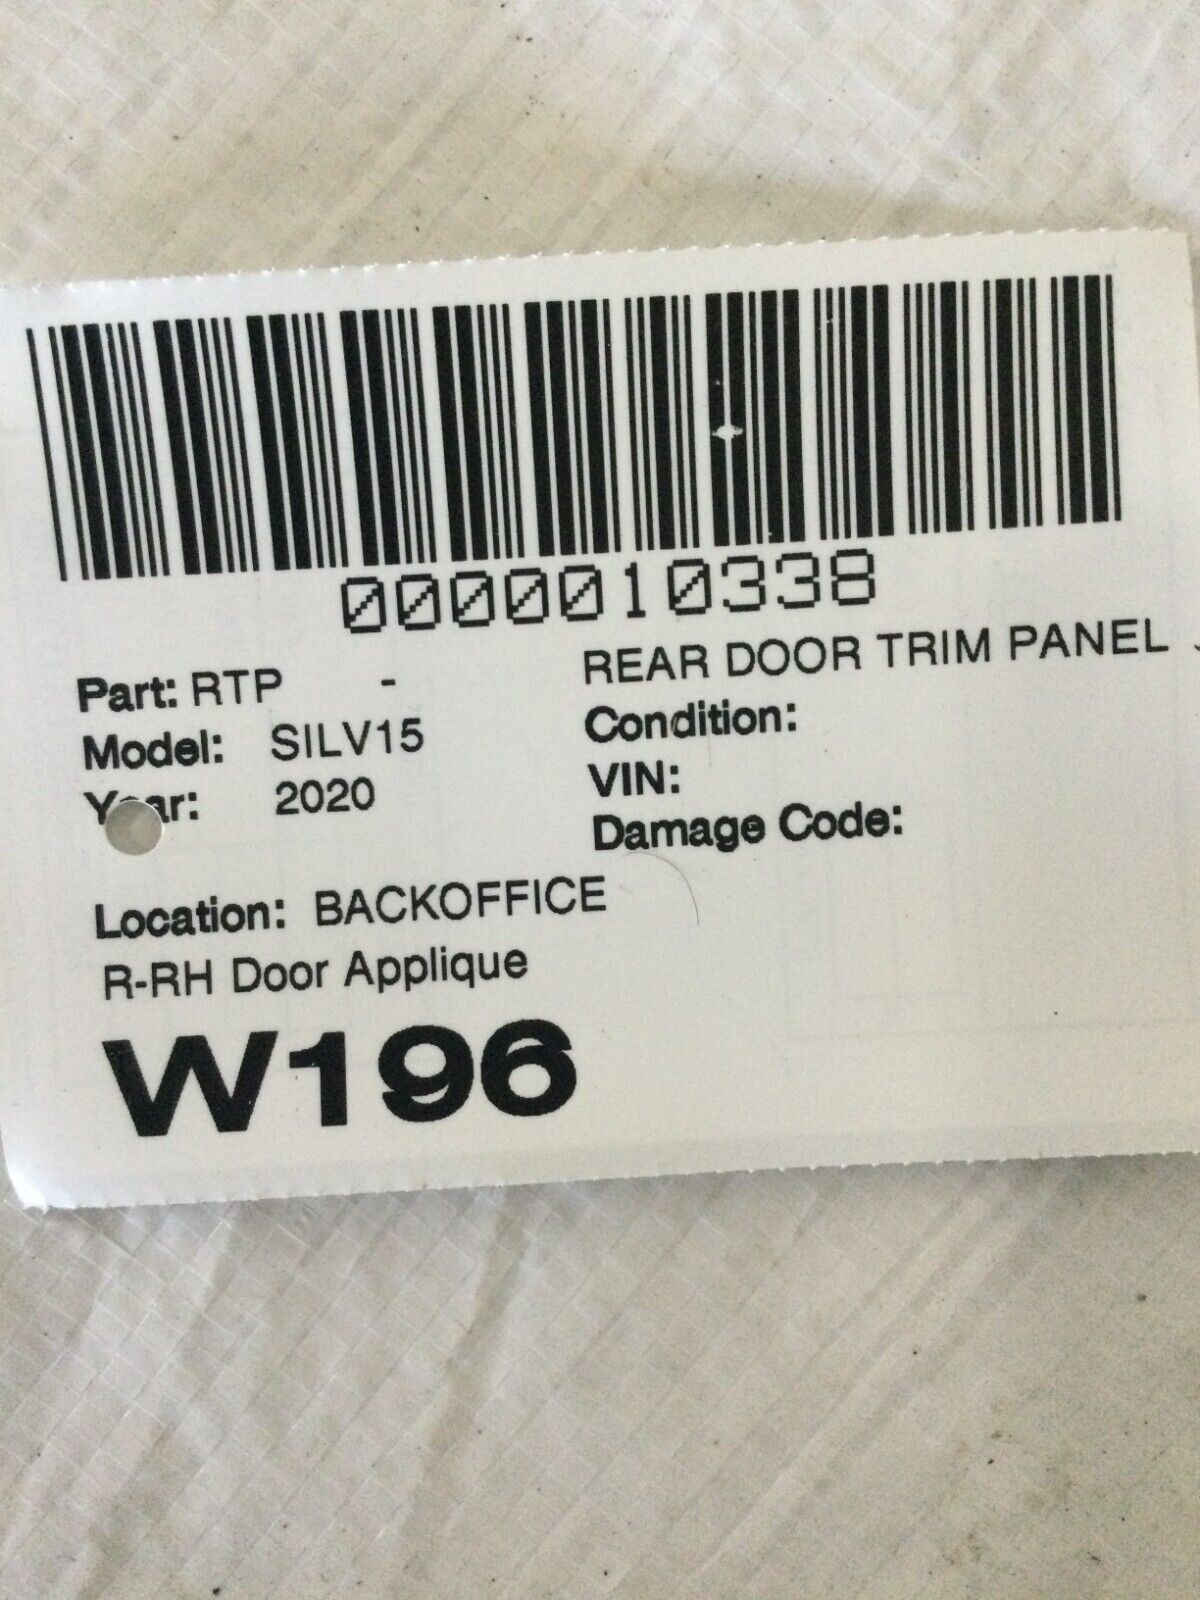 0000010338
Part: RTP - REAR DOOR TRIM PANEL
Model: SILV15 Condition:
Year: 2020 VIN:
Damage Code:
Location: BACKOFFICE
R-RH Door Applique
W196